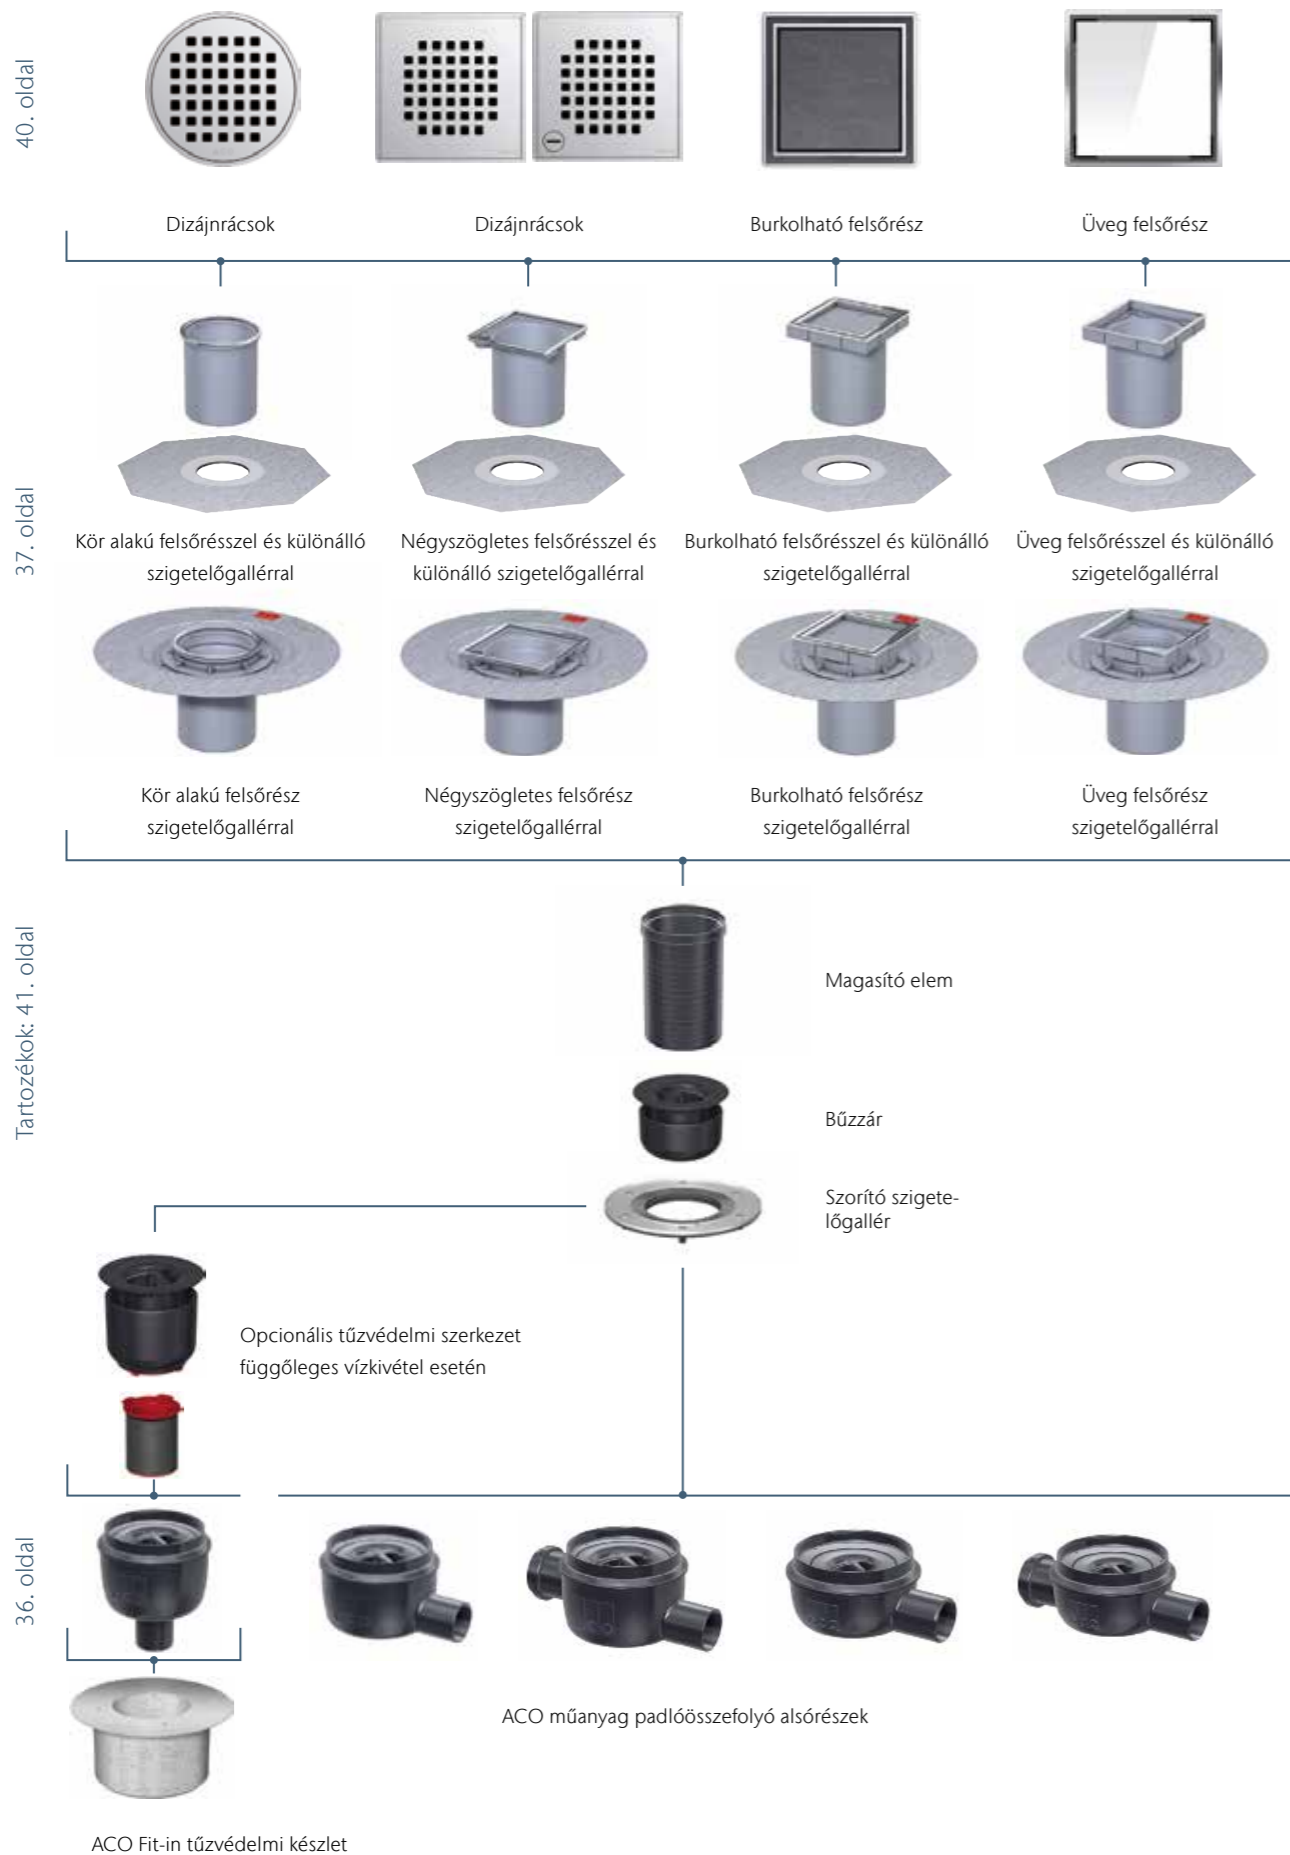 40. oldal
Dizájnrácsok
Dizájnrácsok
Burkolható felsőrész
Üveg felsőrész
37. oldal
Kör alakú felsőrésszel és különálló
szigetelőgallérral
Négyszögletes felsőrésszel és
különálló szigetelőgallérral
Burkolható felsőrésszel és különálló
szigetelőgallérral
Üveg felsőrésszel és különálló
szigetelőgallérral
Kör alakú felsőrész
szigetelőgallérral
Négyszögletes felsőrész
szigetelőgallérral
Burkolható felsőrész
szigetelőgallérral
Üveg felsőrész
szigetelőgallérral
Tartozékok: 41. oldal
Magasító elem
Bűzzár
Szorító szigete-
lőgallér
Opcionális tűzvédelmi szerkezet
függőleges vízkivétel esetén
36. oldal
ACO műanyag padlóösszefolyó alsórészek
ACO Fit-in tűzvédelmi készlet